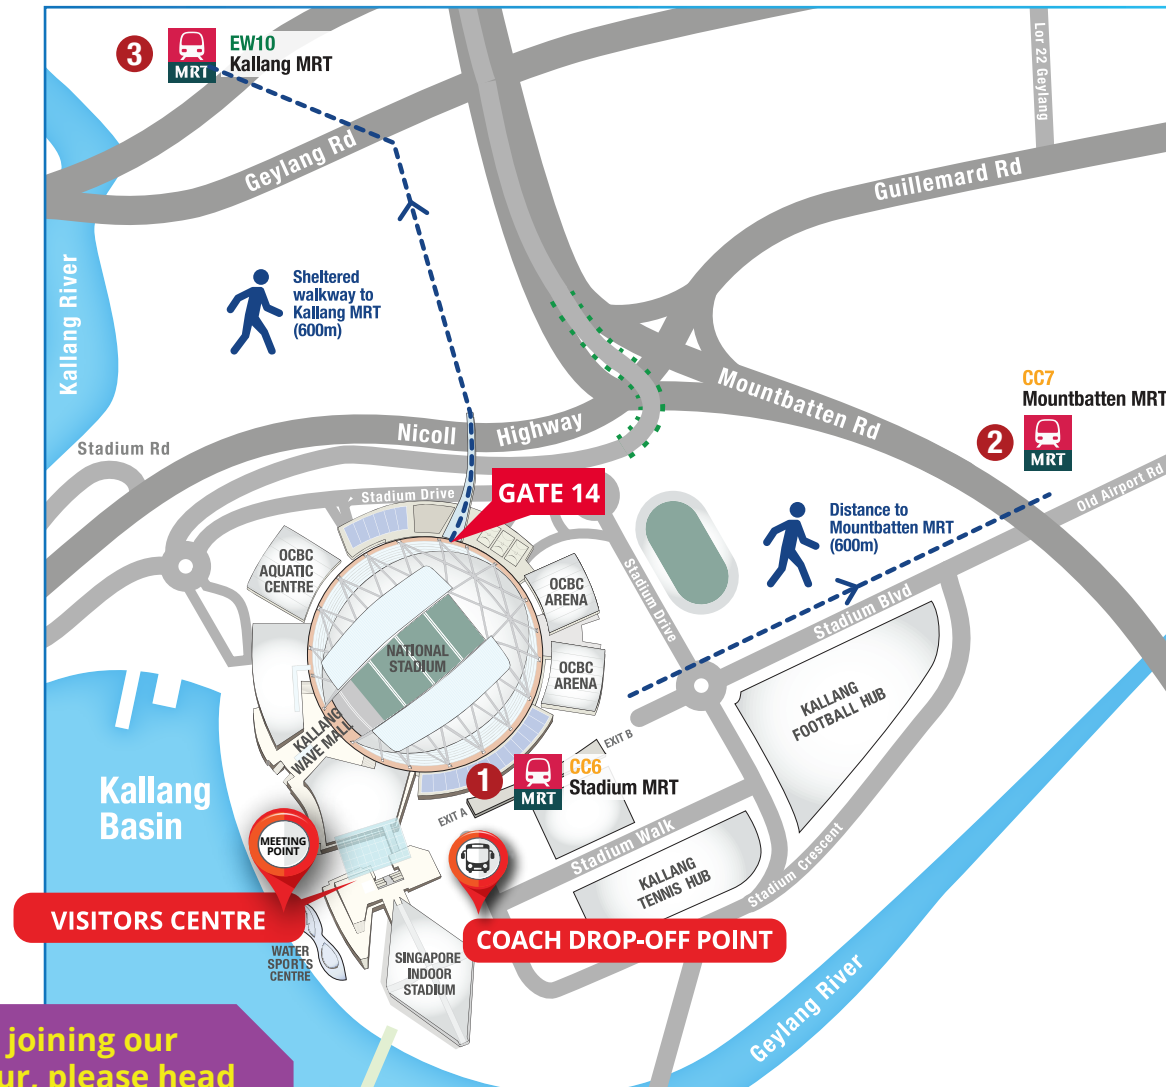 3
MRT
EW10
Kallang MRT
Lor 22 Geylang
Geylang Rd
Guillemard Rd
Kallang River
Sheltered
walkway to
Kallang MRT
(600m)
Mountbatten Rd
CC7
Mountbatten MRT
2
MRT
Nicoll Highway
Stadium Rd
Stadium Drive
GATE 14
Old Airport Rd
Distance to
Mountbatten MRT
(600m)
OCBC
AQUATIC
CENTRE
OCBC
ARENA
Stadium Drive
Stadium Blvd
NATIONAL
STADIUM
OCBC
ARENA
KALLANG
FOOTBALL HUB
KALLANG
WAVE MALL
EXIT B
1
MRT
CC6
Stadium MRT
EXIT A
Kallang
Basin
MEETING
POINT
Stadium Walk
KALLANG
TENNIS HUB
Stadium Crescent
VISITORS CENTRE
COACH DROP-OFF POINT
WATER
SPORTS
CENTRE
SINGAPORE
INDOOR
STADIUM
Geylang River
joining our
ur, please head